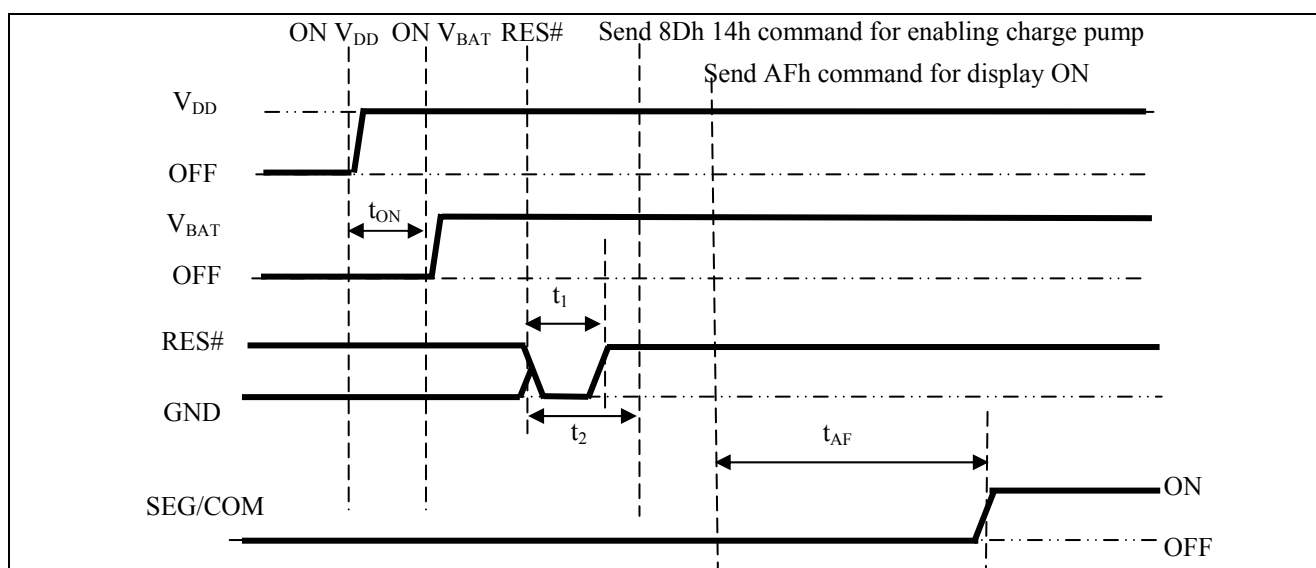 ON VDD ON VBAT RES# Send 8Dh 14h command for enabling charge pump
Send AFh command for display ON
VDD
OFF
tON
VBAT
OFF
t1
RES#
GND
t2
tAF
SEG/COM
ON
OFF